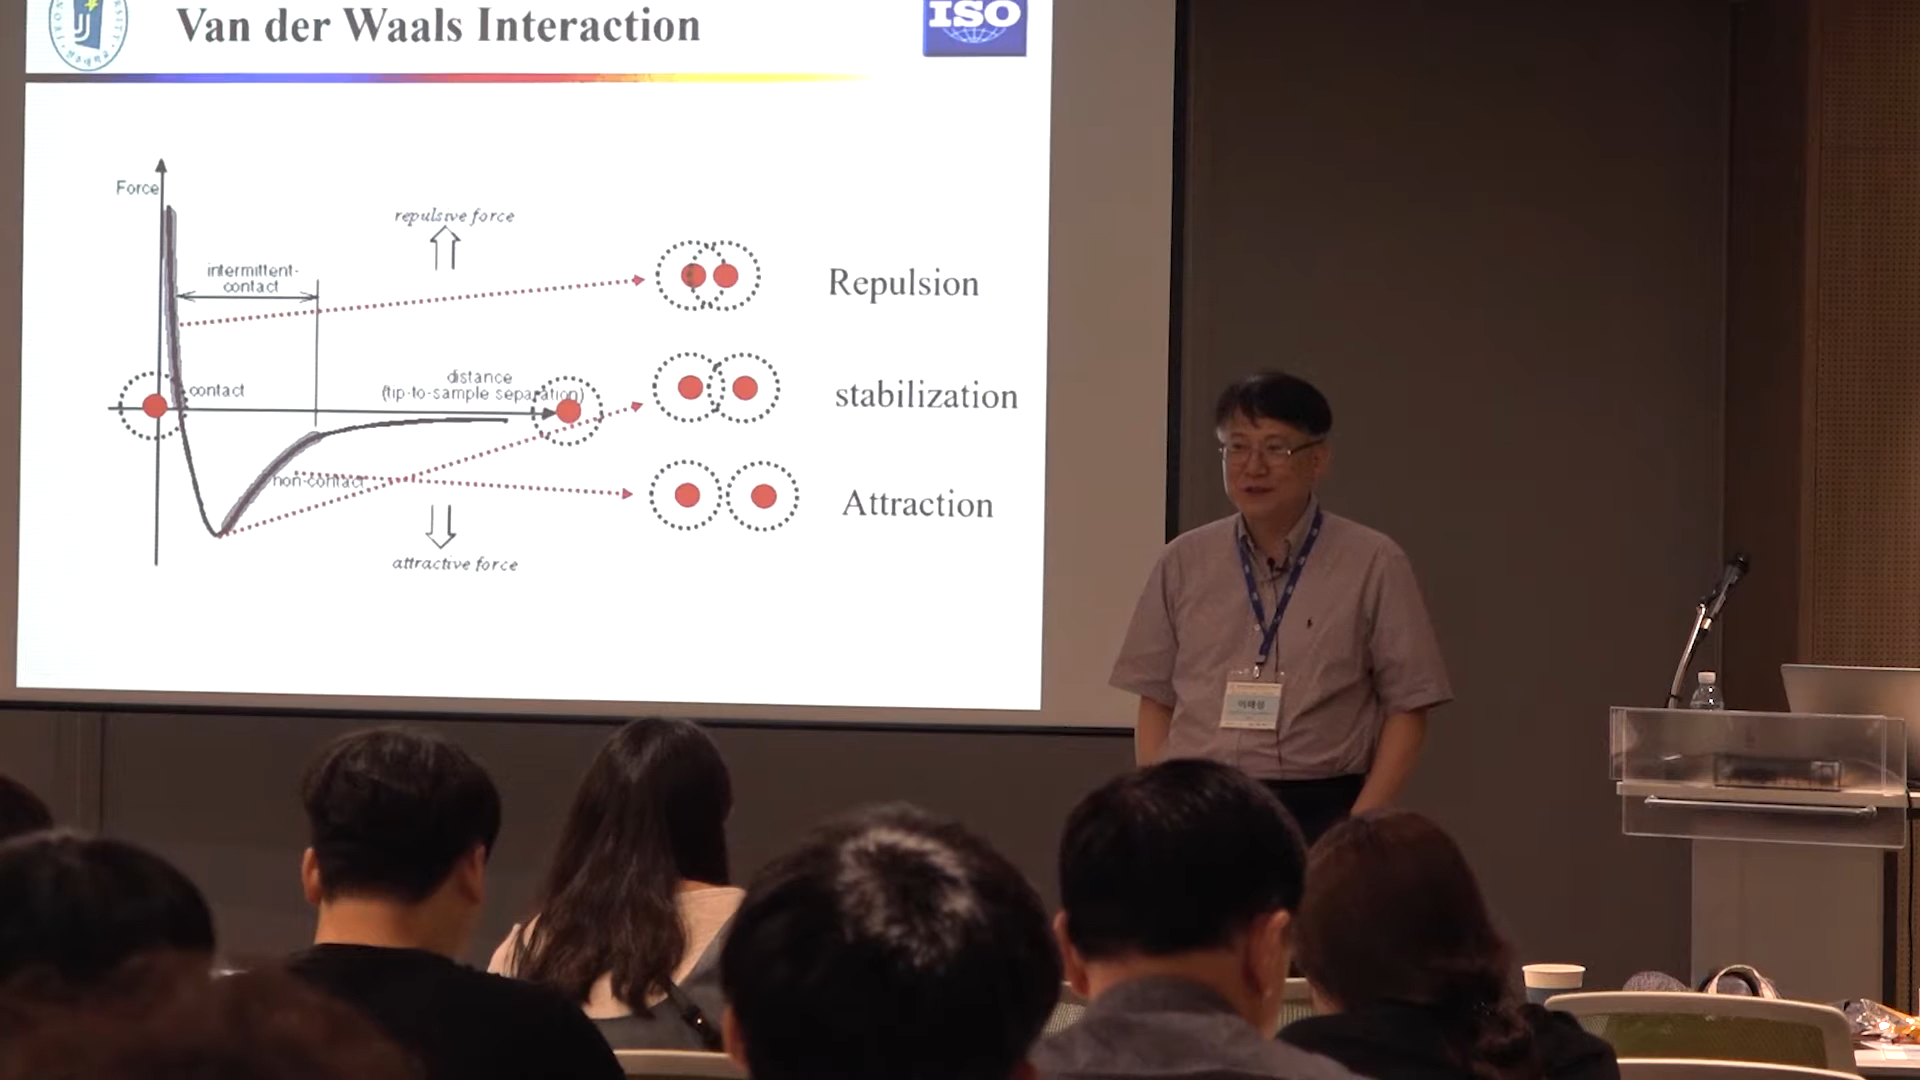 Van der Waals Interaction
ISO
Force
repulsive force
intermittent-
contact
Repulsion
contact
distance
(tip-to-sample separation)
stabilization
non-contact
Attraction
attractive force